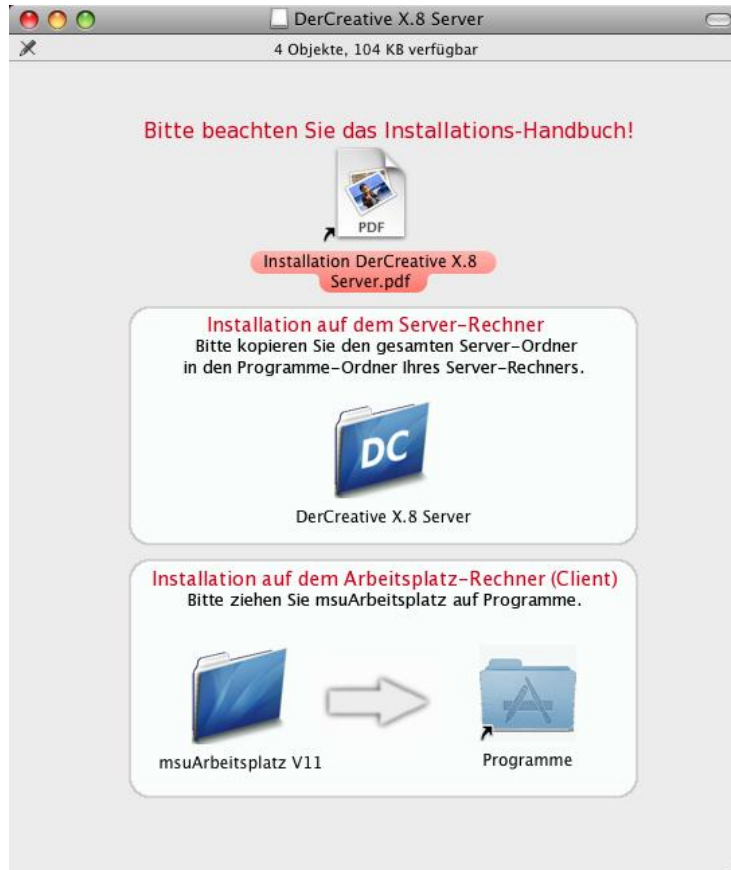 DerCreative X.8 Server
4 Objekte, 104 KB verfügbar
Bitte beachten Sie das Installations-Handbuch!
PDF
Installation DerCreative X.8
Server.pdf
Installation auf dem Server-Rechner
Bitte kopieren Sie den gesamten Server-Ordner
in den Programme-Ordner Ihres Server-Rechners.
DC
DerCreative X.8 Server
Installation auf dem Arbeitsplatz-Rechner (Client)
Bitte ziehen Sie msuArbeitsplatz auf Programme.
msuArbeitsplatz V11
Programme